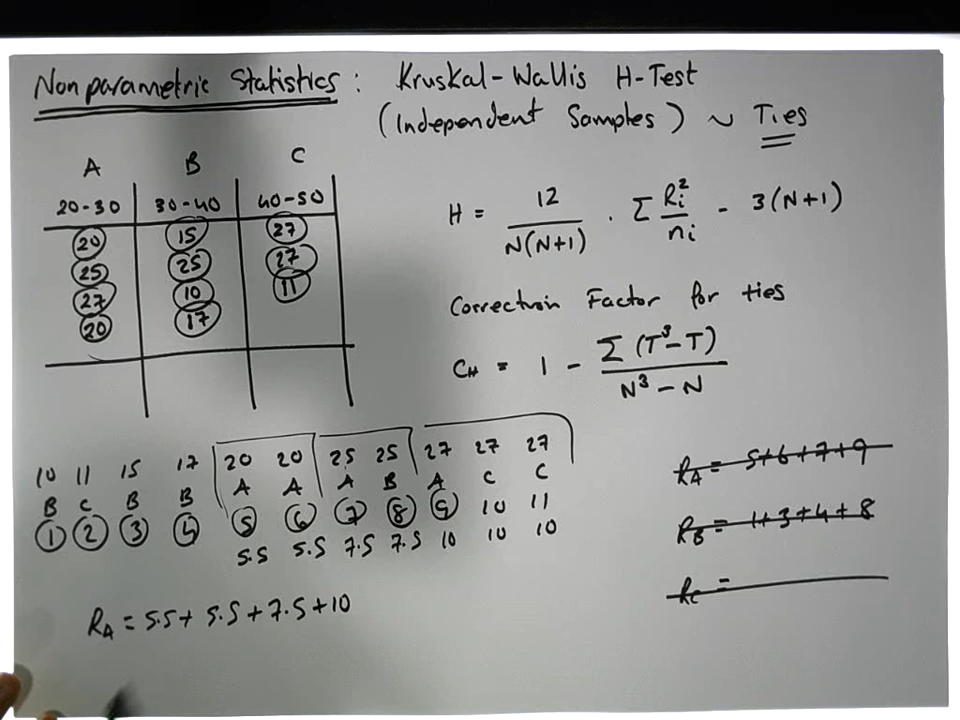 Nonparametric Statistics: Kruskal-Wallis H-Test
(Independent Samples) ~ Ties
A B C
20-30 30-40 40-50
20 15 27
25 25 27
27 10 11
20 17
H = 12 / N(N+1) · Σ Ri² / ni - 3(N+1)
Correction Factor for ties
CH = 1 - Σ(T³-T) / N³-N
10 11 15 17 20 20 25 25 27 27 27
B C B B A A A B A C C
1 2 3 4 5 6 7 8 9 10 11
5.5 5.5 7.5 7.5 10 10 10
RA = 5+6+7+9
RB = 1+3+4+8
RC =
RA = 5.5+ 5.5+7.5+10